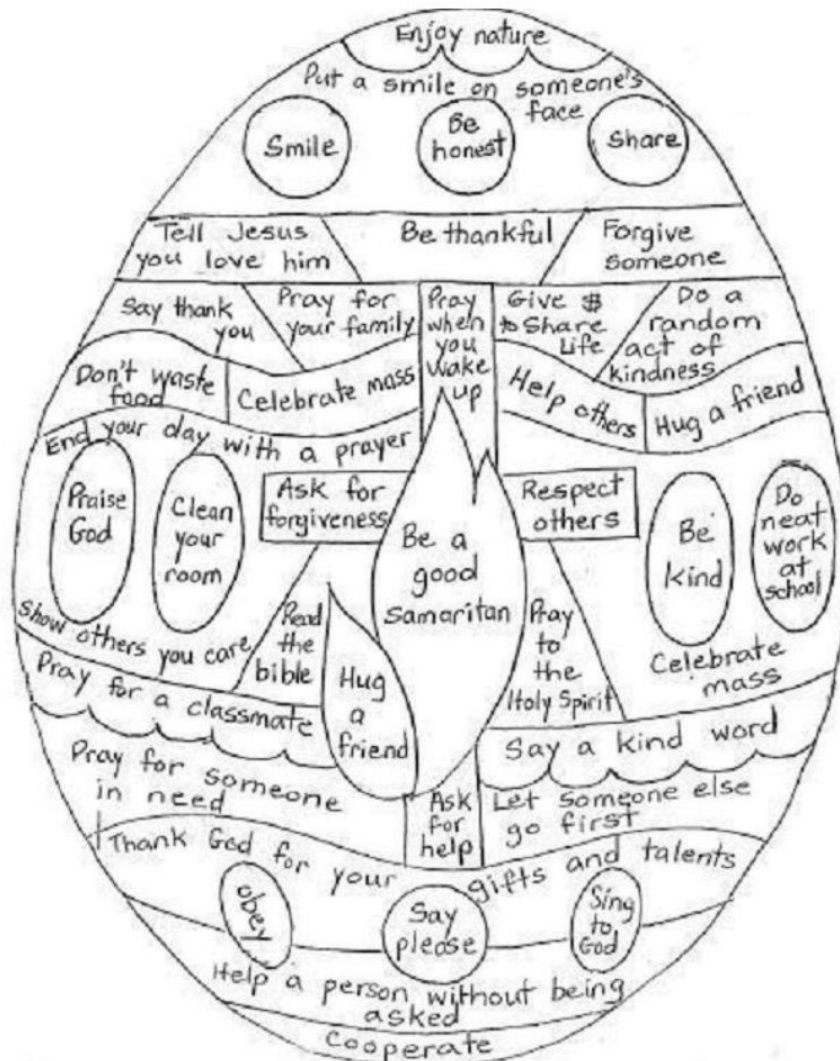 Enjoy nature
Put a smile on someone's
face
Smile
Be
honest
Share
Tell Jesus
you love him
Be thankful
Forgive
someone
Say thank
you
Pray for
your family
Pray
when
you
wake
up
Give $
to Share
Life
Do a
random
act of
kindness
Don't waste
food
Celebrate mass
Help others
Hug a friend
End your day with a prayer
Praise
God
Clean
your
room
Ask for
forgiveness
Be a
good
Samaritan
Respect
others
Be
kind
Do
neat
work
at
school
Show others you care
Read
the
bible
Hug
a
friend
Pray
to
the
Holy Spirit
Celebrate
mass
Pray for a classmate
Say a kind word
Pray for someone
in need
Ask
for
help
Let someone else
go first
Thank God for your gifts and talents
obey
Say
please
Sing
to
God
Help a person without being
asked
Cooperate